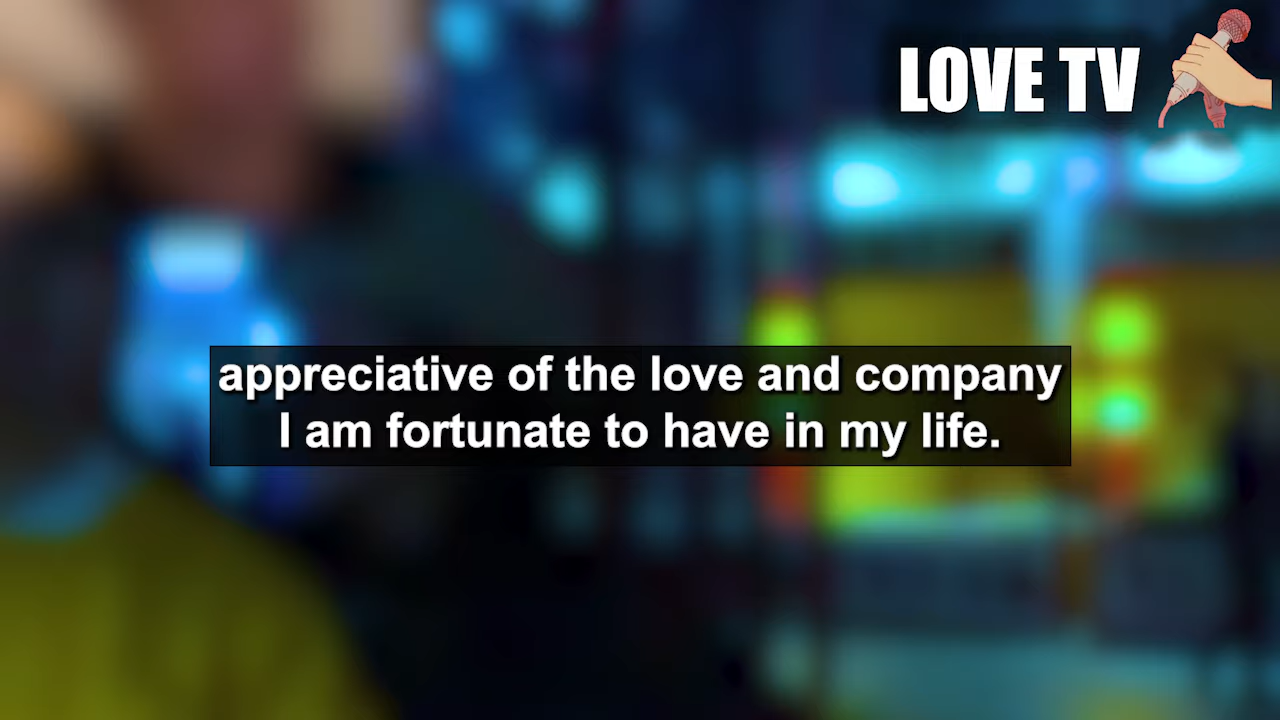 LOVE TV
appreciative of the love and company
I am fortunate to have in my life.